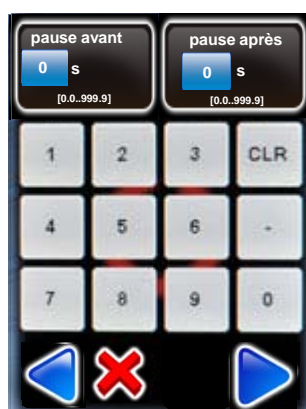 pause avant
0 s
[0.0..999.9]
pause après
0 s
[0.0..999.9]
1 2 3 CLR
4 5 6 -
7 8 9 0